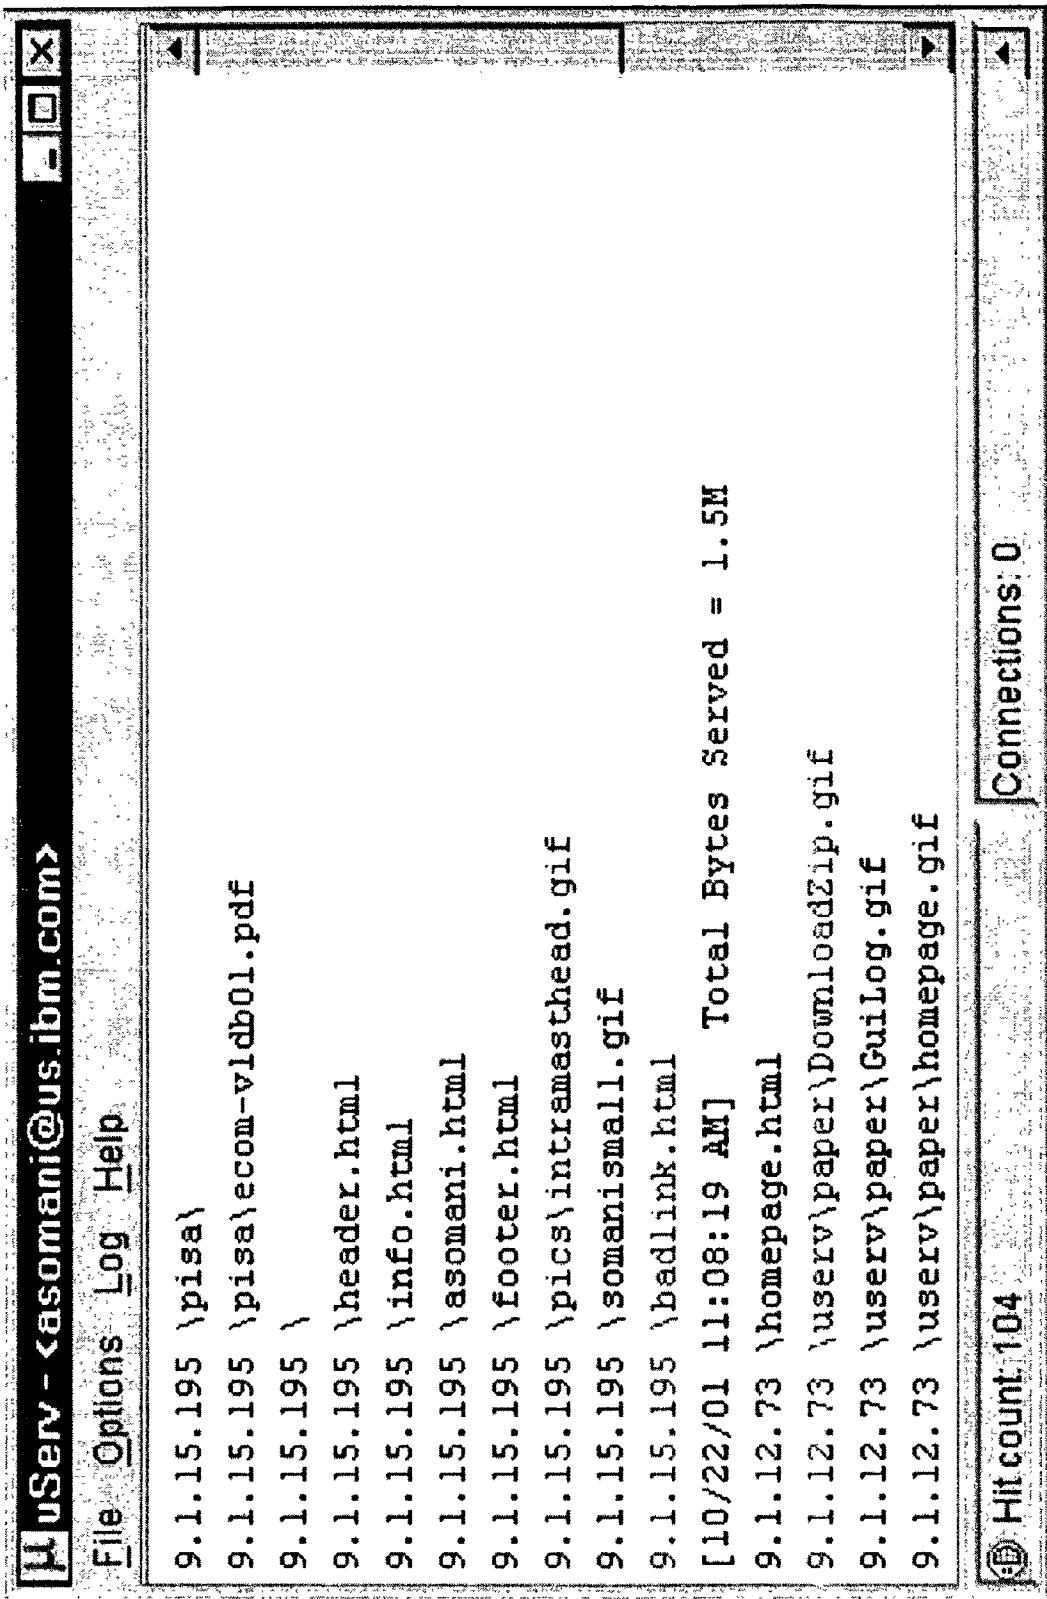 µ uServ - <asomani@us.ibm.com>
File Options Log Help
9.1.15.195 \pisa\
9.1.15.195 \pisa\ecom-vldb01.pdf
9.1.15.195 \
9.1.15.195 \header.html
9.1.15.195 \info.html
9.1.15.195 \asomani.html
9.1.15.195 \footer.html
9.1.15.195 \pics\intramasthead.gif
9.1.15.195 \somanismall.gif
9.1.15.195 \badlink.html
[10/22/01 11:08:19 AM] Total Bytes Served = 1.5M
9.1.12.73 \homepage.html
9.1.12.73 \userv\paper\DownloadZip.gif
9.1.12.73 \userv\paper\GuiLog.gif
9.1.12.73 \userv\paper\homepage.gif
Hit count: 104 Connections: 0